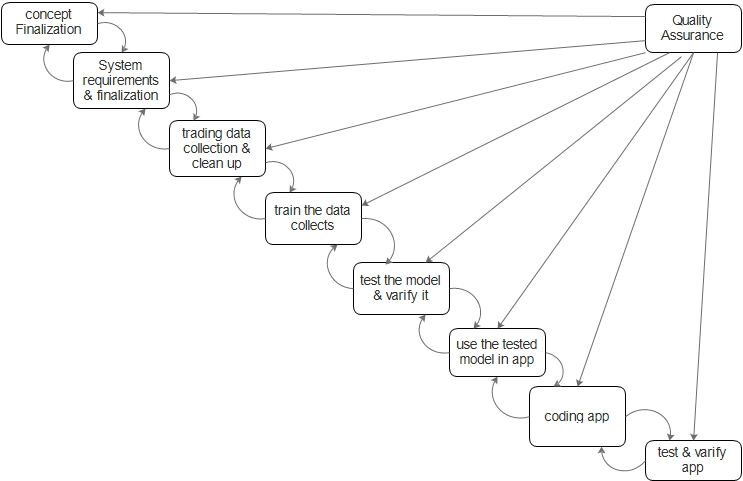 concept
Finalization
Quality
Assurance
System
requirements
& finalization
trading data
collection &
clean up
train the data
collects
test the model
& varify it
use the tested
model in app
coding app
test & varify
app